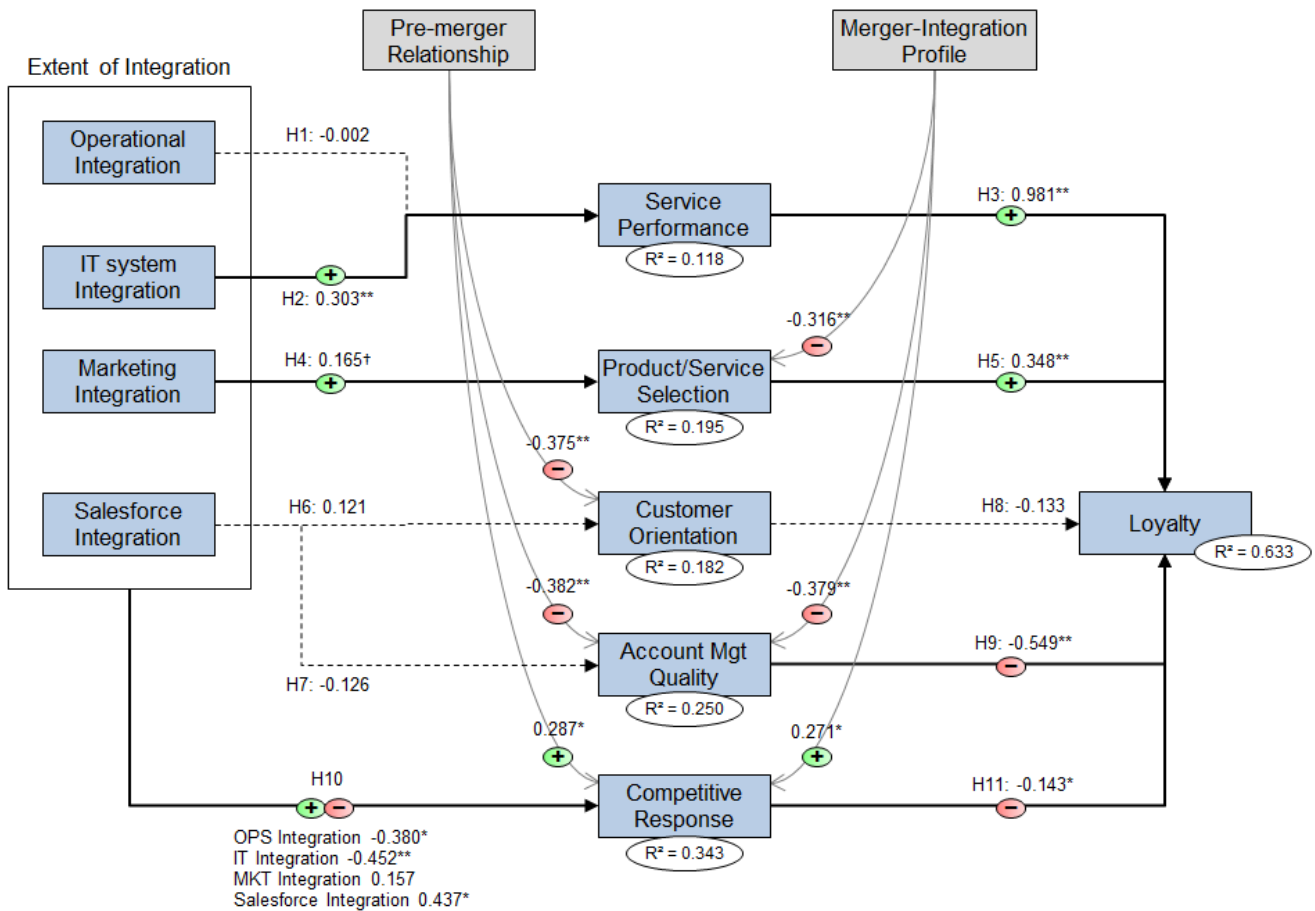 Pre-merger
Relationship
Merger-Integration
Profile
Extent of Integration
Operational
Integration
H1: -0.002
Service
Performance
R² = 0.118
H3: 0.981**
+
IT system
Integration
+
H2: 0.303**
-0.316**
−
Marketing
Integration
H4: 0.165†
+
Product/Service
Selection
R² = 0.195
H5: 0.348**
+
-0.375**
−
Salesforce
Integration
H6: 0.121
Customer
Orientation
R² = 0.182
H8: -0.133
Loyalty
R² = 0.633
-0.382**
−
-0.379**
−
H7: -0.126
Account Mgt
Quality
R² = 0.250
H9: -0.549**
−
0.287*
+
0.271*
+
H10
+ −
OPS Integration -0.380*
IT Integration -0.452**
MKT Integration 0.157
Salesforce Integration 0.437*
Competitive
Response
R² = 0.343
H11: -0.143*
−